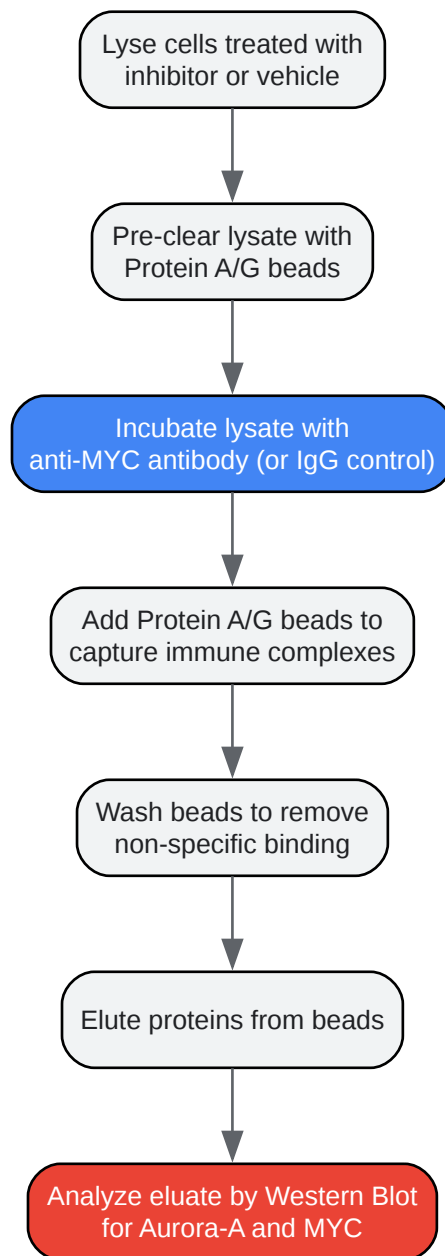 Lyse cells treated with
inhibitor or vehicle
Pre-clear lysate with
Protein A/G beads
Incubate lysate with
anti-MYC antibody (or IgG control)
Add Protein A/G beads to
capture immune complexes
Wash beads to remove
non-specific binding
Elute proteins from beads
Analyze eluate by Western Blot
for Aurora-A and MYC